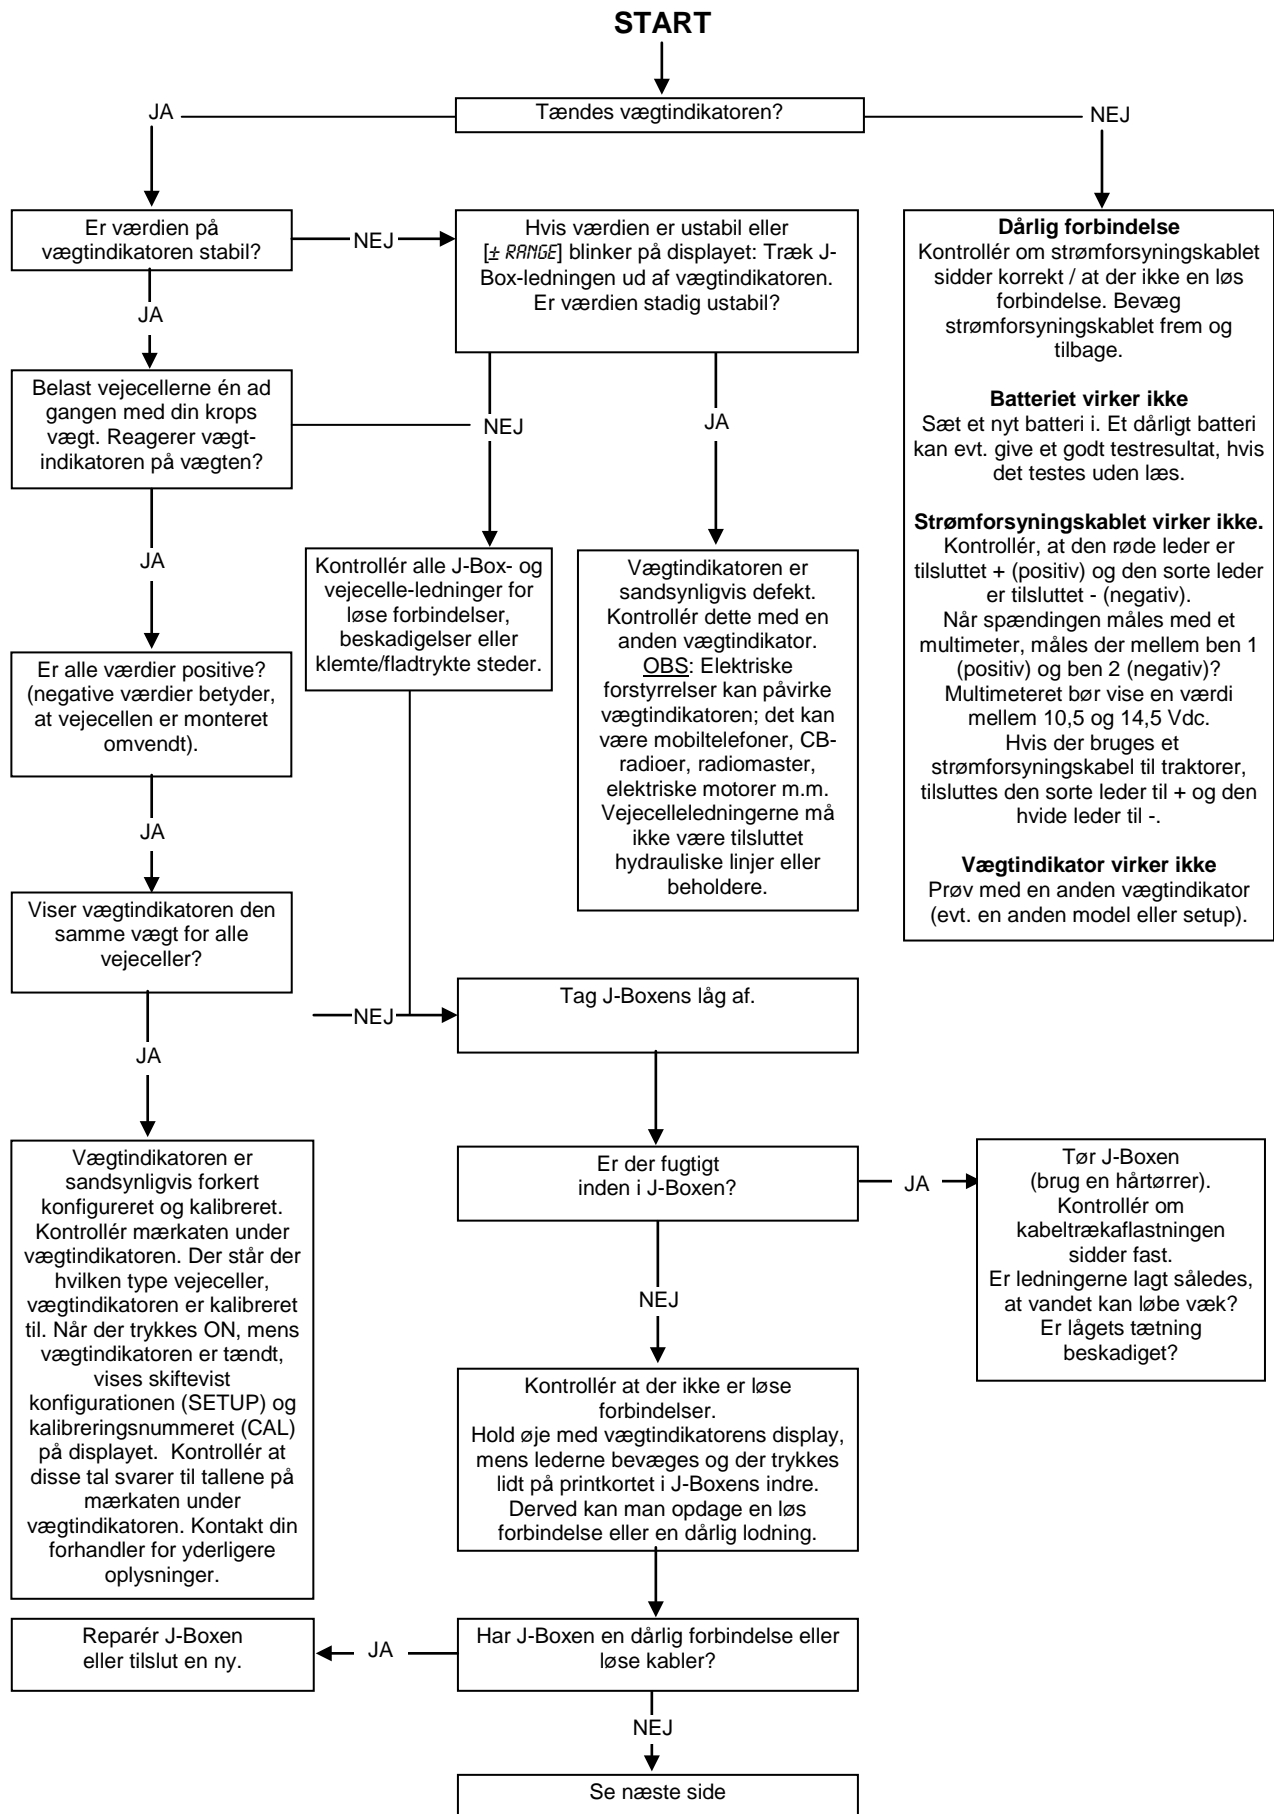 START
Tændes vægtindikatoren?
JA
NEJ
Er værdien på
vægtindikatoren stabil?
NEJ
Hvis værdien er ustabil eller
[± RANGE] blinker på displayet: Træk J-
Box-ledningen ud af vægtindikatoren.
Er værdien stadig ustabil?
Dårlig forbindelse
Kontrollér om strømforsyningskablet
sidder korrekt / at der ikke en løs
forbindelse. Bevæg
strømforsyningskablet frem og
tilbage.
Batteriet virker ikke
Sæt et nyt batteri i. Et dårligt batteri
kan evt. give et godt testresultat, hvis
det testes uden læs.
Strømforsyningskablet virker ikke.
Kontrollér, at den røde leder er
tilsluttet + (positiv) og den sorte leder
er tilsluttet - (negativ).
Når spændingen måles med et
multimeter, måles der mellem ben 1
(positiv) og ben 2 (negativ)?
Multimeteret bør vise en værdi
mellem 10,5 og 14,5 Vdc.
Hvis der bruges et
strømforsyningskabel til traktorer,
tilsluttes den sorte leder til + og den
hvide leder til -.
Vægtindikator virker ikke
Prøv med en anden vægtindikator
(evt. en anden model eller setup).
JA
Belast vejecellerne én ad
gangen med din krops
vægt. Reagerer vægt-
indikatoren på vægten?
NEJ
JA
JA
Kontrollér alle J-Box- og
vejecelle-ledninger for
løse forbindelser,
beskadigelser eller
klemte/fladtrykte steder.
Vægtindikatoren er
sandsynligvis defekt.
Kontrollér dette med en
anden vægtindikator.
OBS: Elektriske
forstyrrelser kan påvirke
vægtindikatoren; det kan
være mobiltelefoner, CB-
radioer, radiomaster,
elektriske motorer m.m.
Vejecelleledningerne må
ikke være tilsluttet
hydrauliske linjer eller
beholdere.
Er alle værdier positive?
(negative værdier betyder,
at vejecellen er monteret
omvendt).
JA
Viser vægtindikatoren den
samme vægt for alle
vejeceller?
NEJ
Tag J-Boxens låg af.
JA
Vægtindikatoren er
sandsynligvis forkert
konfigureret og kalibreret.
Kontrollér mærkaten under
vægtindikatoren. Der står der
hvilken type vejeceller,
vægtindikatoren er kalibreret
til. Når der trykkes ON, mens
vægtindikatoren er tændt,
vises skiftevist
konfigurationen (SETUP) og
kalibreringsnummeret (CAL)
på displayet. Kontrollér at
disse tal svarer til tallene på
mærkaten under
vægtindikatoren. Kontakt din
forhandler for yderligere
oplysninger.
Er der fugtigt
inden i J-Boxen?
JA
Tør J-Boxen
(brug en hårtørrer).
Kontrollér om
kabeltrækaflastningen
sidder fast.
Er ledningerne lagt således,
at vandet kan løbe væk?
Er lågets tætning
beskadiget?
NEJ
Kontrollér at der ikke er løse
forbindelser.
Hold øje med vægtindikatorens display,
mens lederne bevæges og der trykkes
lidt på printkortet i J-Boxens indre.
Derved kan man opdage en løs
forbindelse eller en dårlig lodning.
Har J-Boxen en dårlig forbindelse eller
løse kabler?
JA
Reparér J-Boxen
eller tilslut en ny.
NEJ
Se næste side